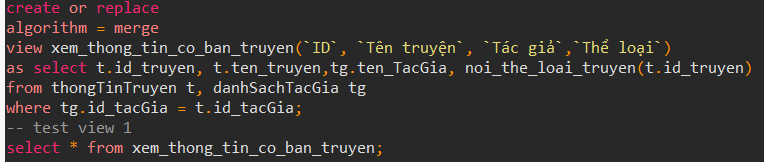 create or replace
algorithm = merge
view xem_thong_tin_co_ban_truyen(`ID`, `Tên truyện`, `Tác giả`,`Thể loại`)
as select t.id_truyen, t.ten_truyen,tg.ten_TacGia, noi_the_loai_truyen(t.id_truyen)
from thongTinTruyen t, danhSachTacGia tg
where tg.id_tacGia = t.id_tacGia;
-- test view 1
select * from xem_thong_tin_co_ban_truyen;